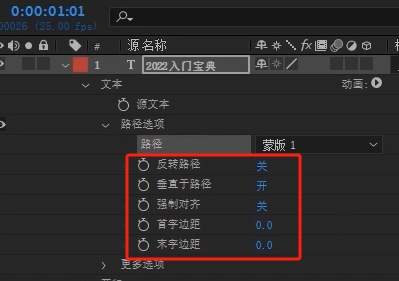 0:00:01:01
00026 (25.00 fps)
# 源名称
1 T 2022入门宝典
文本 动画:
源文本
路径选项
路径 蒙版 1
反转路径 关
垂直于路径 开
强制对齐 关
首字边距 0.0
末字边距 0.0
更多选项